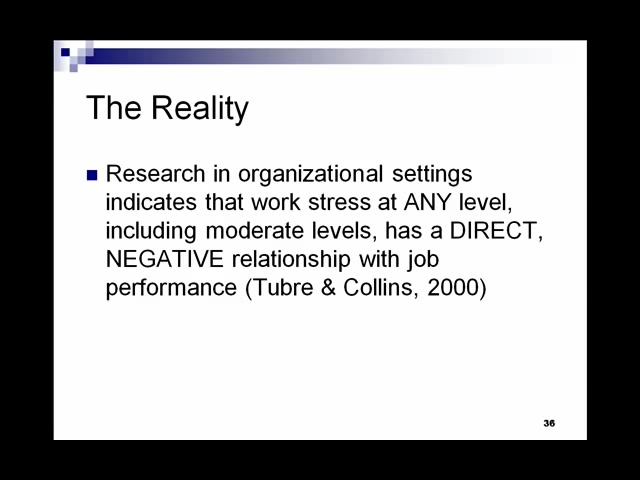 The Reality
Research in organizational settings
indicates that work stress at ANY level,
including moderate levels, has a DIRECT,
NEGATIVE relationship with job
performance (Tubre & Collins, 2000)
36